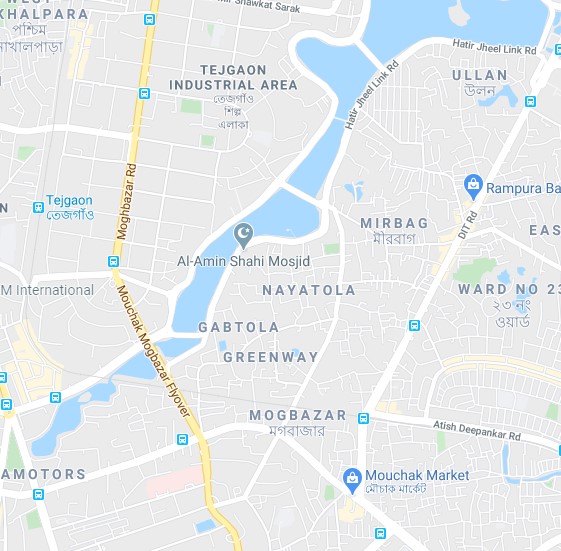 WEST
KHALPARA
পশ্চিম
নাখালপাড়া
Mir Shawkat Sarak
Hatir Jheel Link Rd
TEJGAON
INDUSTRIAL AREA
তেজগাঁও
শিল্প
এলাকা
ULLAN
উলন
Hatir Jheel Link Rd
Moghbazar Rd
Rampura Ba
Tejgaon
তেজগাঁও
N
MIRBAG
মীরবাগ
DIT Rd
EAS
Al-Amin Shahi Mosjid
M International
NAYATOLA
WARD NO 23
২৩ নং
ওয়ার্ড
Mouchak Mogbazar Flyover
GABTOLA
GREENWAY
MOGBAZAR
মগবাজার
Atish Deepankar Rd
AMOTORS
Mouchak Market
মৌচাক মার্কেট